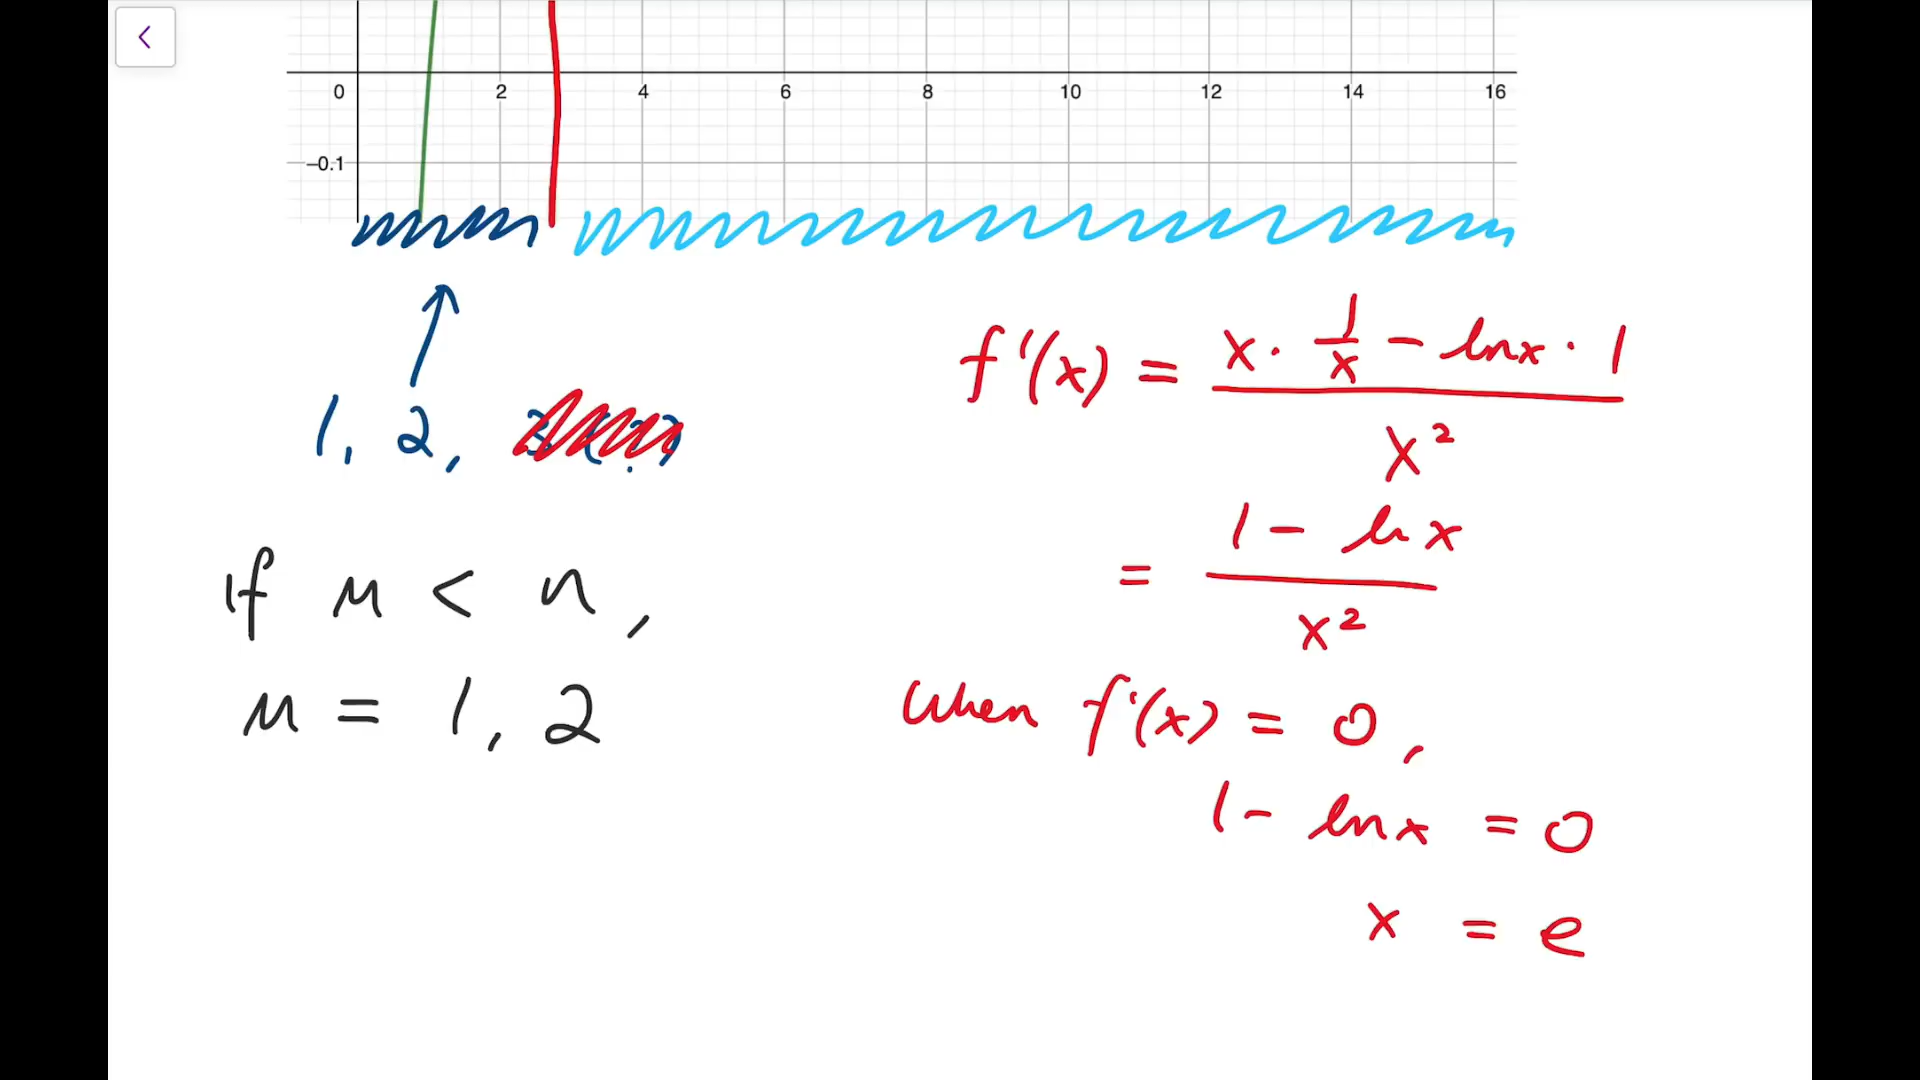 0 2 4 6 8 10 12 14 16
−0.1
1, 2,
f'(x) = x · 1/x − lnx · 1 / x²
= 1 − ln x / x²
If m < n,
m = 1, 2
When f'(x) = 0,
1 − lnx = 0
x = e